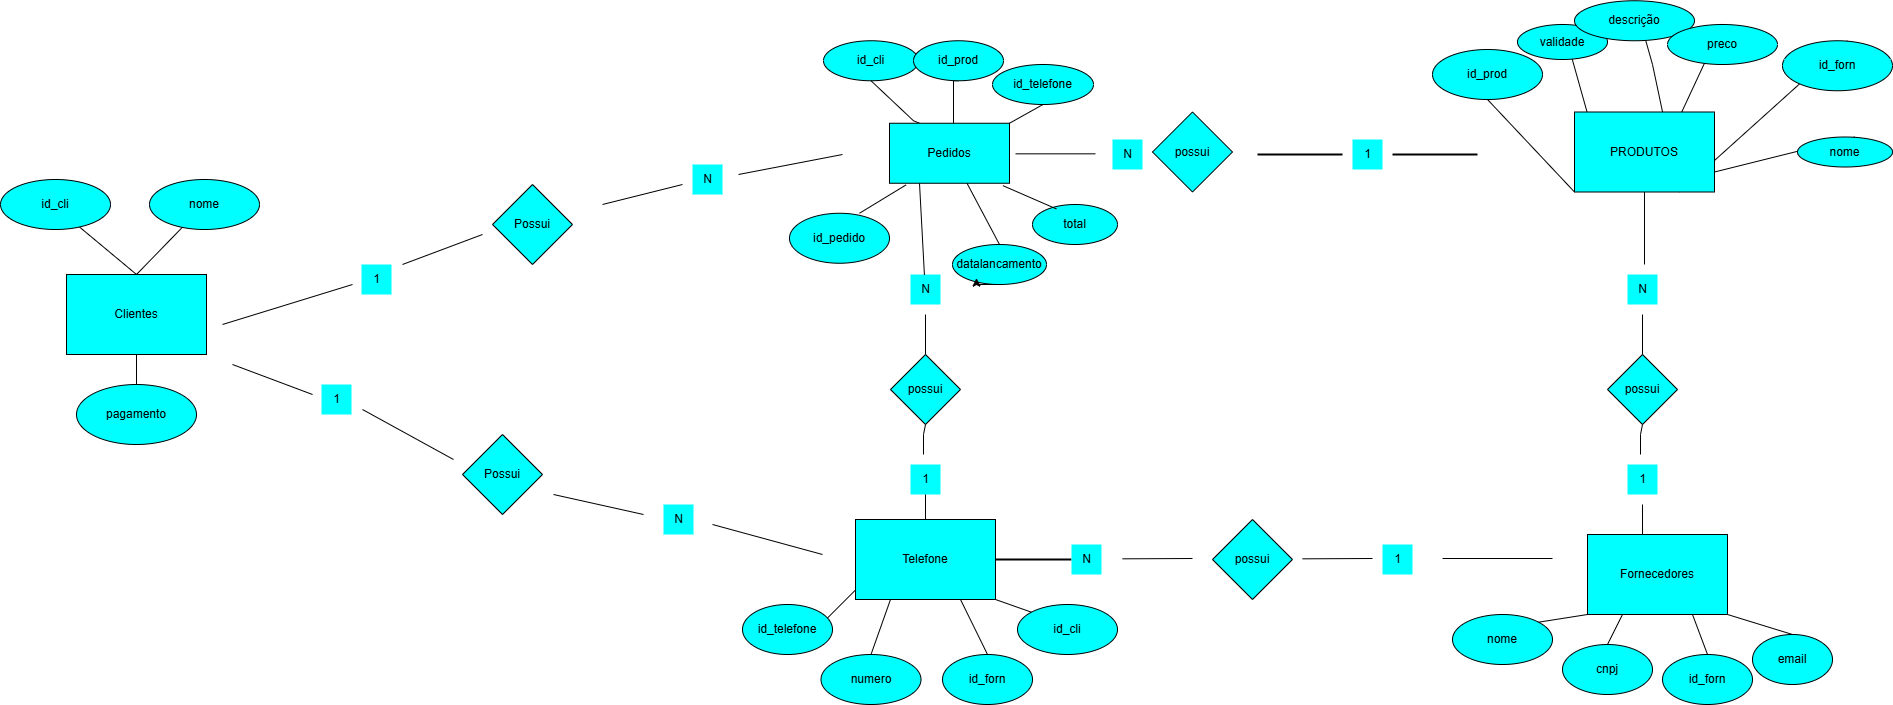 descrição
validade
preco
id_cli
id_prod
id_forn
id_prod
id_telefone
Pedidos
N
possui
1
PRODUTOS
nome
N
id_cli
nome
Possui
total
id_pedido
datalancamento
1
N
N
Clientes
possui
possui
1
pagamento
Possui
1
1
N
Telefone
N
possui
1
Fornecedores
id_telefone
id_cli
nome
email
cnpj
numero
id_forn
id_forn